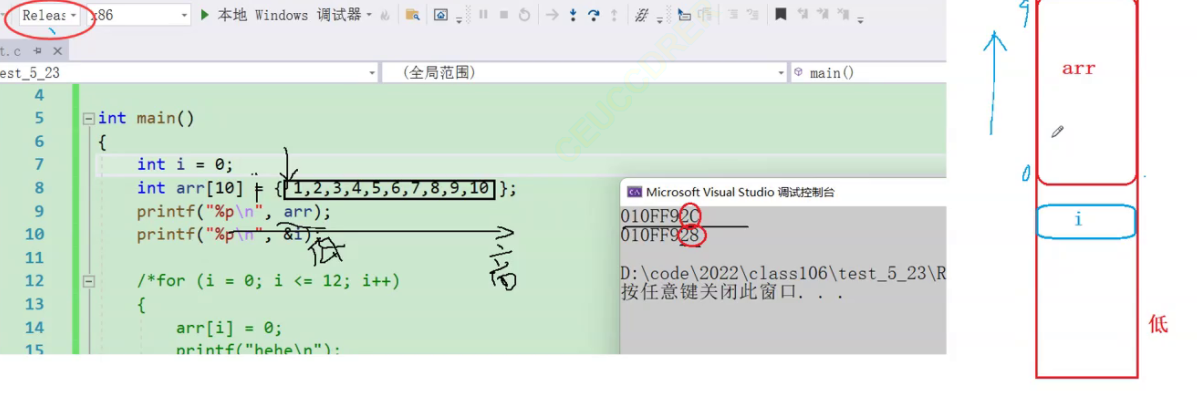 Releas x86 本地 Windows 调试器
t.c
est_5_23 (全局范围) main()
4
5 int main()
6 {
7 int i = 0;
8 int arr[10] = { 1,2,3,4,5,6,7,8,9,10 };
9 printf("%p\n", arr);
10 printf("%p\n", &i);
低 高
11
12 /*for (i = 0; i <= 12; i++)
13 {
14 arr[i] = 0;
15 printf("hehe\n");
Microsoft Visual Studio 调试控制台
010FF92C
010FF928
D:\code\2022\class106\test_5_23\R
按任意键关闭此窗口. . .
9
arr
0
i
低